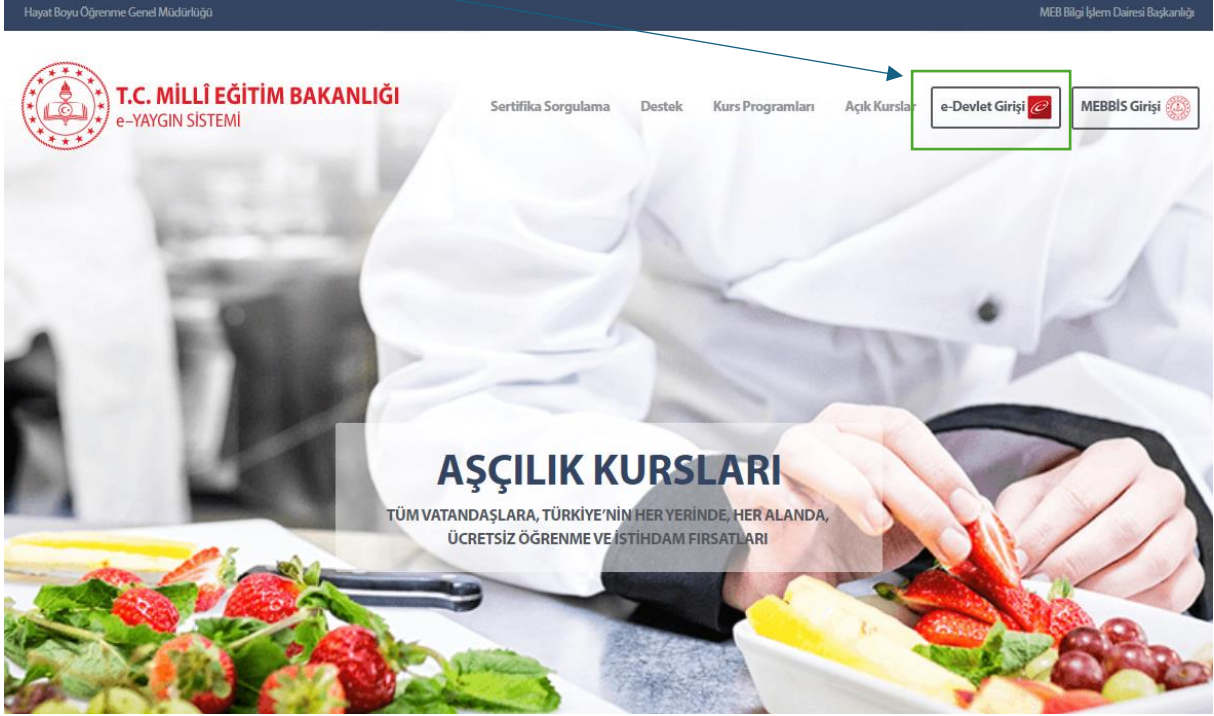 Hayat Boyu Öğrenme Genel Müdürlüğü
MEB Bilgi İşlem Dairesi Başkanlığı
T.C. MİLLÎ EĞİTİM BAKANLIĞI
e-YAYGIN SİSTEMİ
Sertifika Sorgulama
Destek
Kurs Programları
Açık Kurslar
e-Devlet Girişi
MEBBİS Girişi
AŞÇILIK KURSLARI
TÜM VATANDAŞLARA, TÜRKİYE'NİN HER YERİNDE, HER ALANDA,
ÜCRETSİZ ÖĞRENME VE İSTİHDAM FIRSATLARI